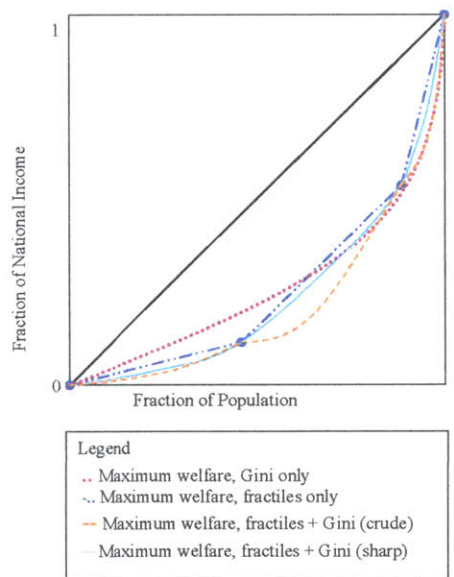 1
Fraction of National Income
0
Fraction of Population
Legend
Maximum welfare, Gini only
Maximum welfare, fractiles only
Maximum welfare, fractiles + Gini (crude)
Maximum welfare, fractiles + Gini (sharp)